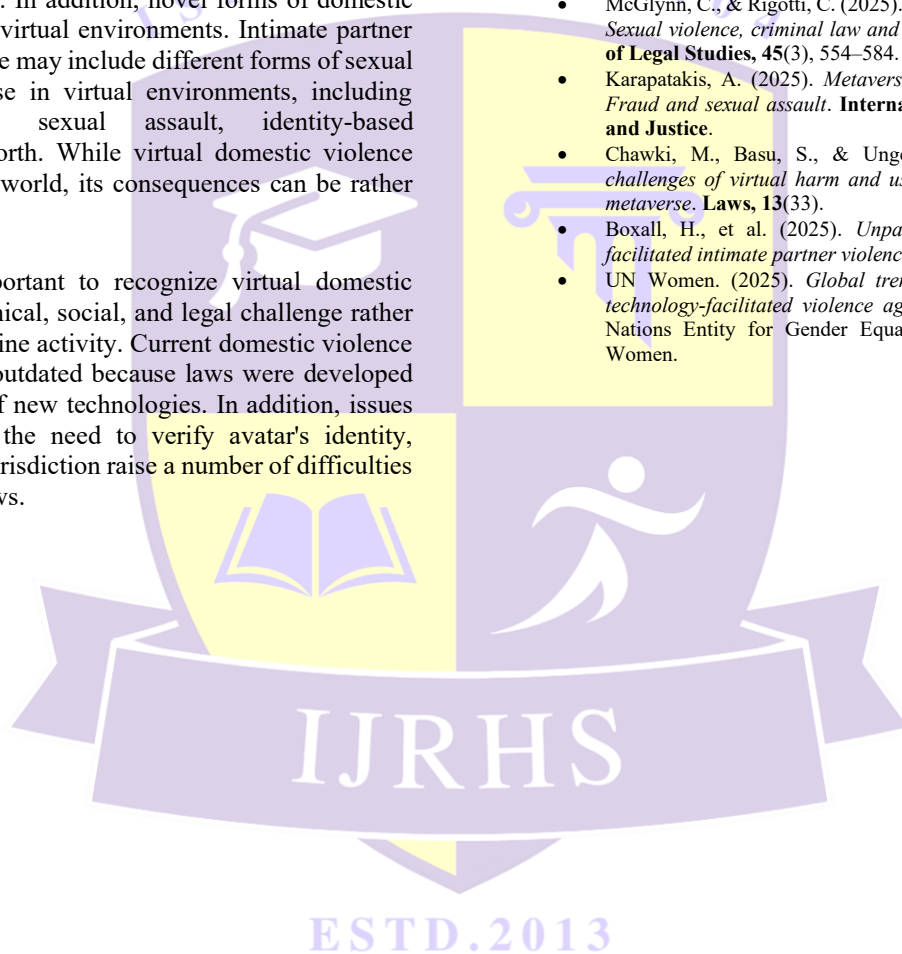 . In addition, novel forms of domestic
virtual environments. Intimate partner
e may include different forms of sexual
se in virtual environments, including
sexual assault, identity-based
orth. While virtual domestic violence
world, its consequences can be rather
portant to recognize virtual domestic
nical, social, and legal challenge rather
ine activity. Current domestic violence
outdated because laws were developed
f new technologies. In addition, issues
the need to verify avatar's identity,
risdiction raise a number of difficulties
ws.
• McGlynn, C., & Rigotti, C. (2025).
Sexual violence, criminal law and
of Legal Studies, 45(3), 554–584.
• Karapatakis, A. (2025). Metavers
Fraud and sexual assault. Interna
and Justice.
• Chawki, M., Basu, S., & Unge
challenges of virtual harm and us
metaverse. Laws, 13(33).
• Boxall, H., et al. (2025). Unpa
facilitated intimate partner violenc
• UN Women. (2025). Global tren
technology-facilitated violence ag
Nations Entity for Gender Equa
Women.
IJRHS
ESTD.2013